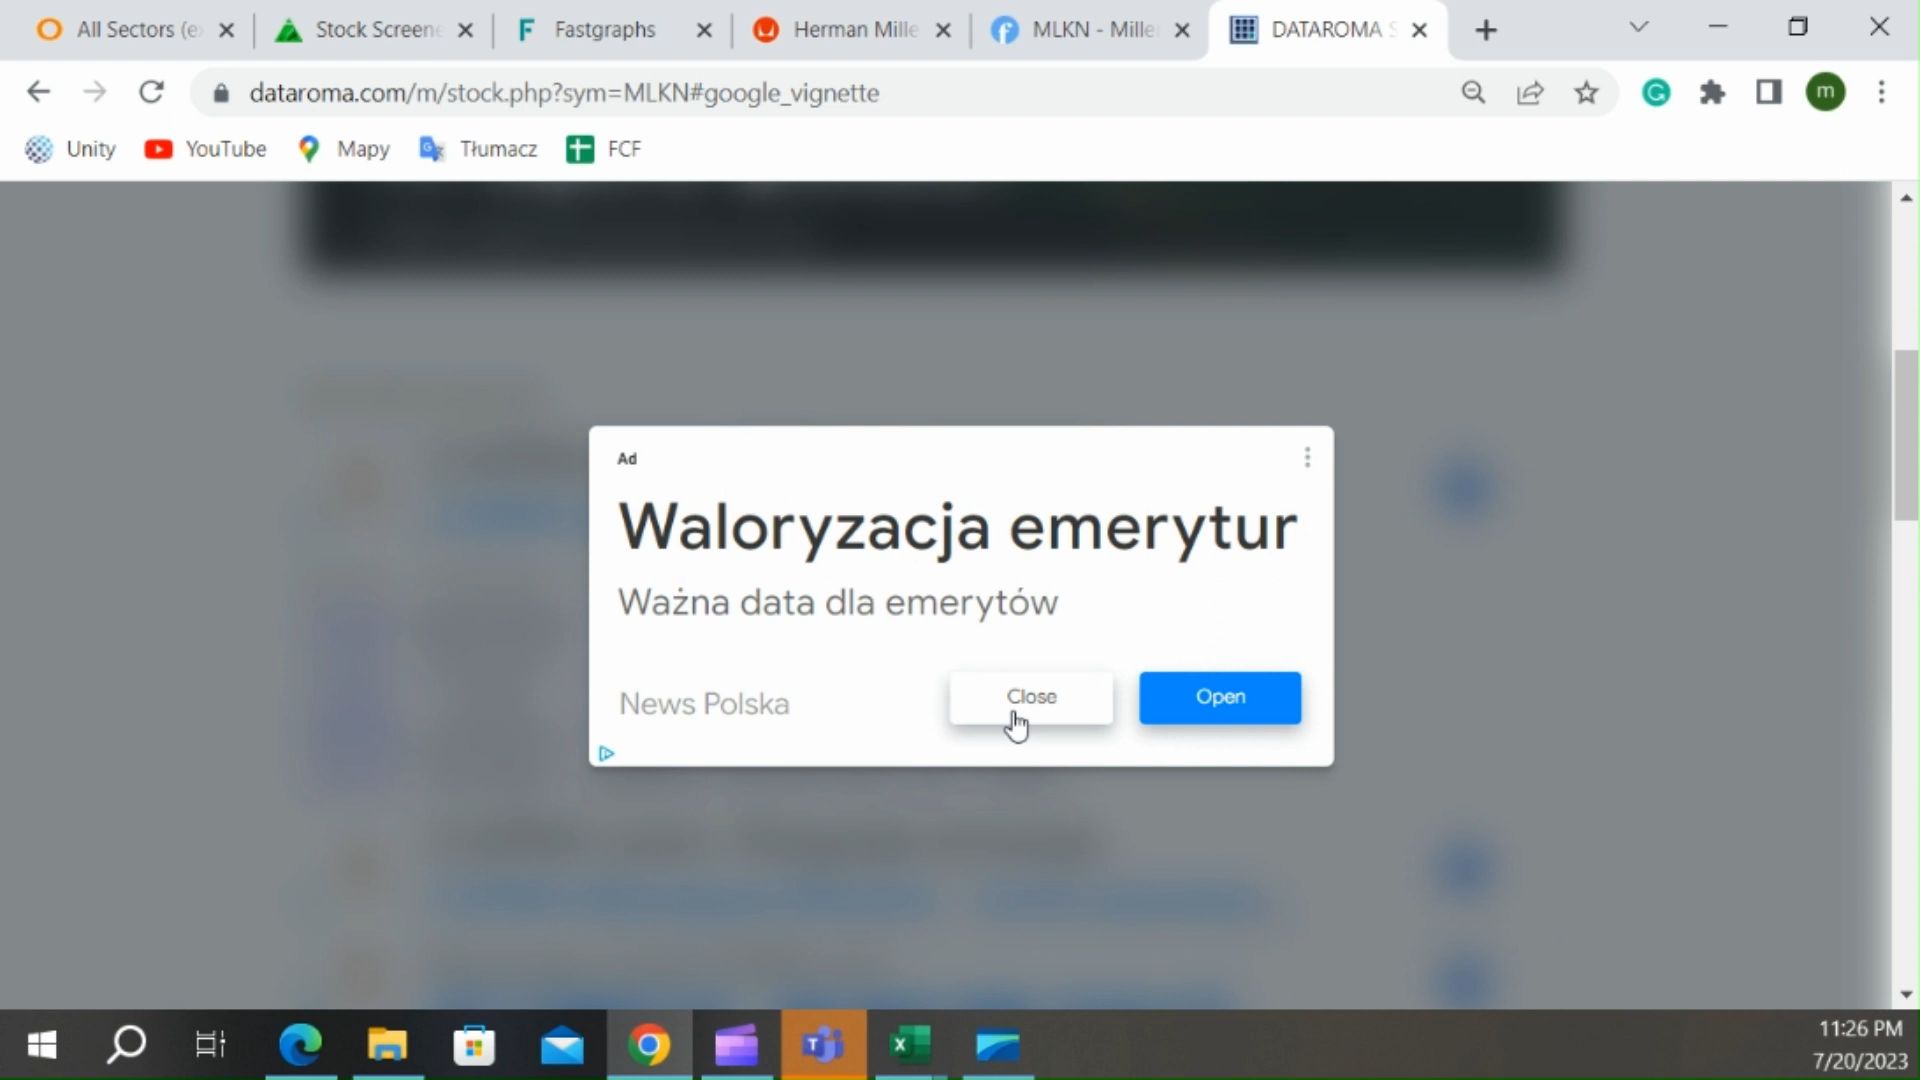 All Sectors (e
Stock Screene
Fastgraphs
Herman Mille
MLKN - Mille
DATAROMA S
dataroma.com/m/stock.php?sym=MLKN#google_vignette
m
Unity
YouTube
Mapy
Tłumacz
FCF
Ad
Waloryzacja emerytur
Ważna data dla emerytów
News Polska
Close
Open
11:26 PM
7/20/2023